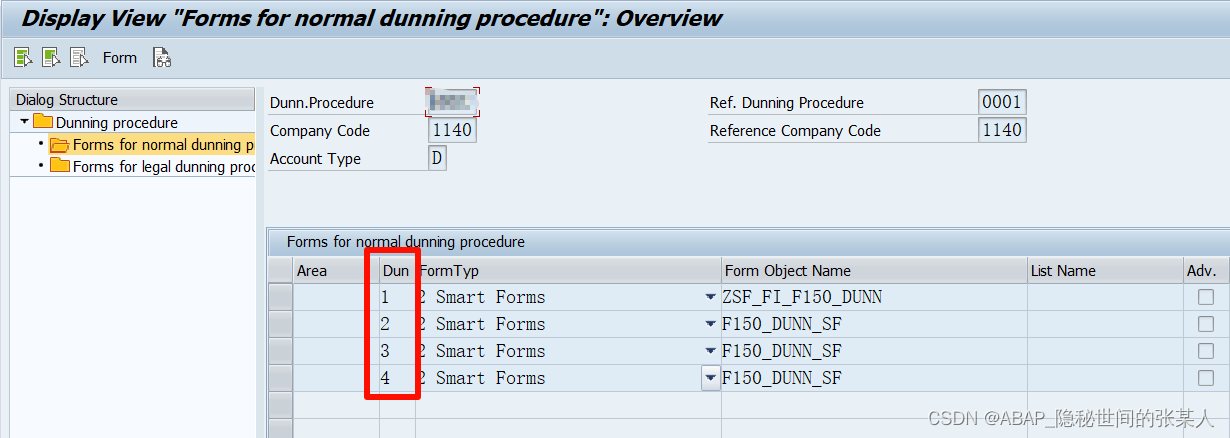 Display View "Forms for normal dunning procedure": Overview
Form
Dialog Structure
Dunning procedure
Forms for normal dunning p
Forms for legal dunning proc
Dunn.Procedure
Ref. Dunning Procedure 0001
Company Code 1140
Reference Company Code 1140
Account Type D
Forms for normal dunning procedure
Area Dun FormTyp Form Object Name List Name Adv.
1 2 Smart Forms ZSF_FI_F150_DUNN
2 2 Smart Forms F150_DUNN_SF
3 2 Smart Forms F150_DUNN_SF
4 2 Smart Forms F150_DUNN_SF
CSDN @ABAP_隐秘世间的张某人